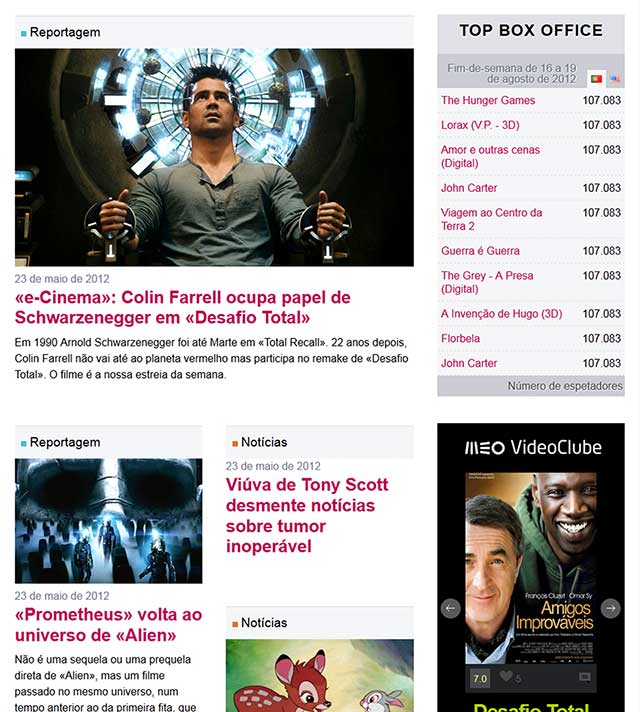 Reportagem
23 de maio de 2012
«e-Cinema»: Colin Farrell ocupa papel de
Schwarzenegger em «Desafio Total»
Em 1990 Arnold Schwarzenegger foi até Marte em «Total Recall». 22 anos depois,
Colin Farrell não vai até ao planeta vermelho mas participa no remake de «Desafio
Total». O filme é a nossa estreia da semana.
Reportagem
23 de maio de 2012
«Prometheus» volta ao
universo de «Alien»
Não é uma sequela ou uma prequela
direta de «Alien», mas um filme
passado no mesmo universo, num
tempo anterior ao da primeira fita, que
Notícias
23 de maio de 2012
Viúva de Tony Scott
desmente notícias
sobre tumor
inoperável
Notícias
TOP BOX OFFICE
Fim-de-semana de 16 a 19
de agosto de 2012
The Hunger Games 107.083
Lorax (V.P. - 3D) 107.083
Amor e outras cenas 107.083
(Digital)
John Carter 107.083
Viagem ao Centro da 107.083
Terra 2
Guerra é Guerra 107.083
The Grey - A Presa 107.083
(Digital)
A Invenção de Hugo (3D) 107.083
Florbela 107.083
John Carter 107.083
Número de espetadores
MEO VideoClube
François Cluzet Omar Sy
Amigos
Improváveis
7.0 5
Desafio Total